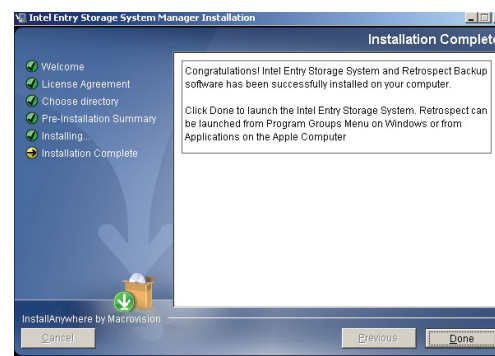 Intel Entry Storage System Manager Installation
Installation Complet
Welcome
License Agreement
Choose directory
Pre-Installation Summary
Installing...
Installation Complete
Congratulations! Intel Entry Storage System and Retrospect Backup
software has been successfully installed on your computer.
Click Done to launch the Intel Entry Storage System. Retrospect can
be launched from Program Groups Menu on Windows or from
Applications on the Apple Computer
InstallAnywhere by Macrovision
Cancel
Previous
Done